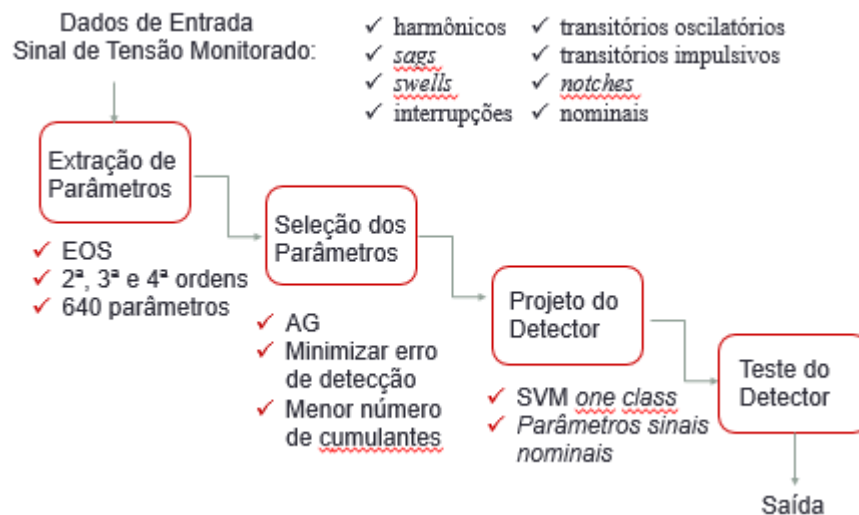 Dados de Entrada
Sinal de Tensão Monitorado:
✓ harmônicos
✓ sags
✓ swells
✓ interrupções
✓ transitórios oscilatórios
✓ transitórios impulsivos
✓ notches
✓ nominais
Extração de
Parâmetros
✓ EOS
✓ 2ª, 3ª e 4ª ordens
✓ 640 parâmetros
Seleção dos
Parâmetros
✓ AG
✓ Minimizar erro
de detecção
✓ Menor número
de cumulantes
Projeto do
Detector
✓ SVM one class
✓ Parâmetros sinais
nominais
Teste do
Detector
Saída